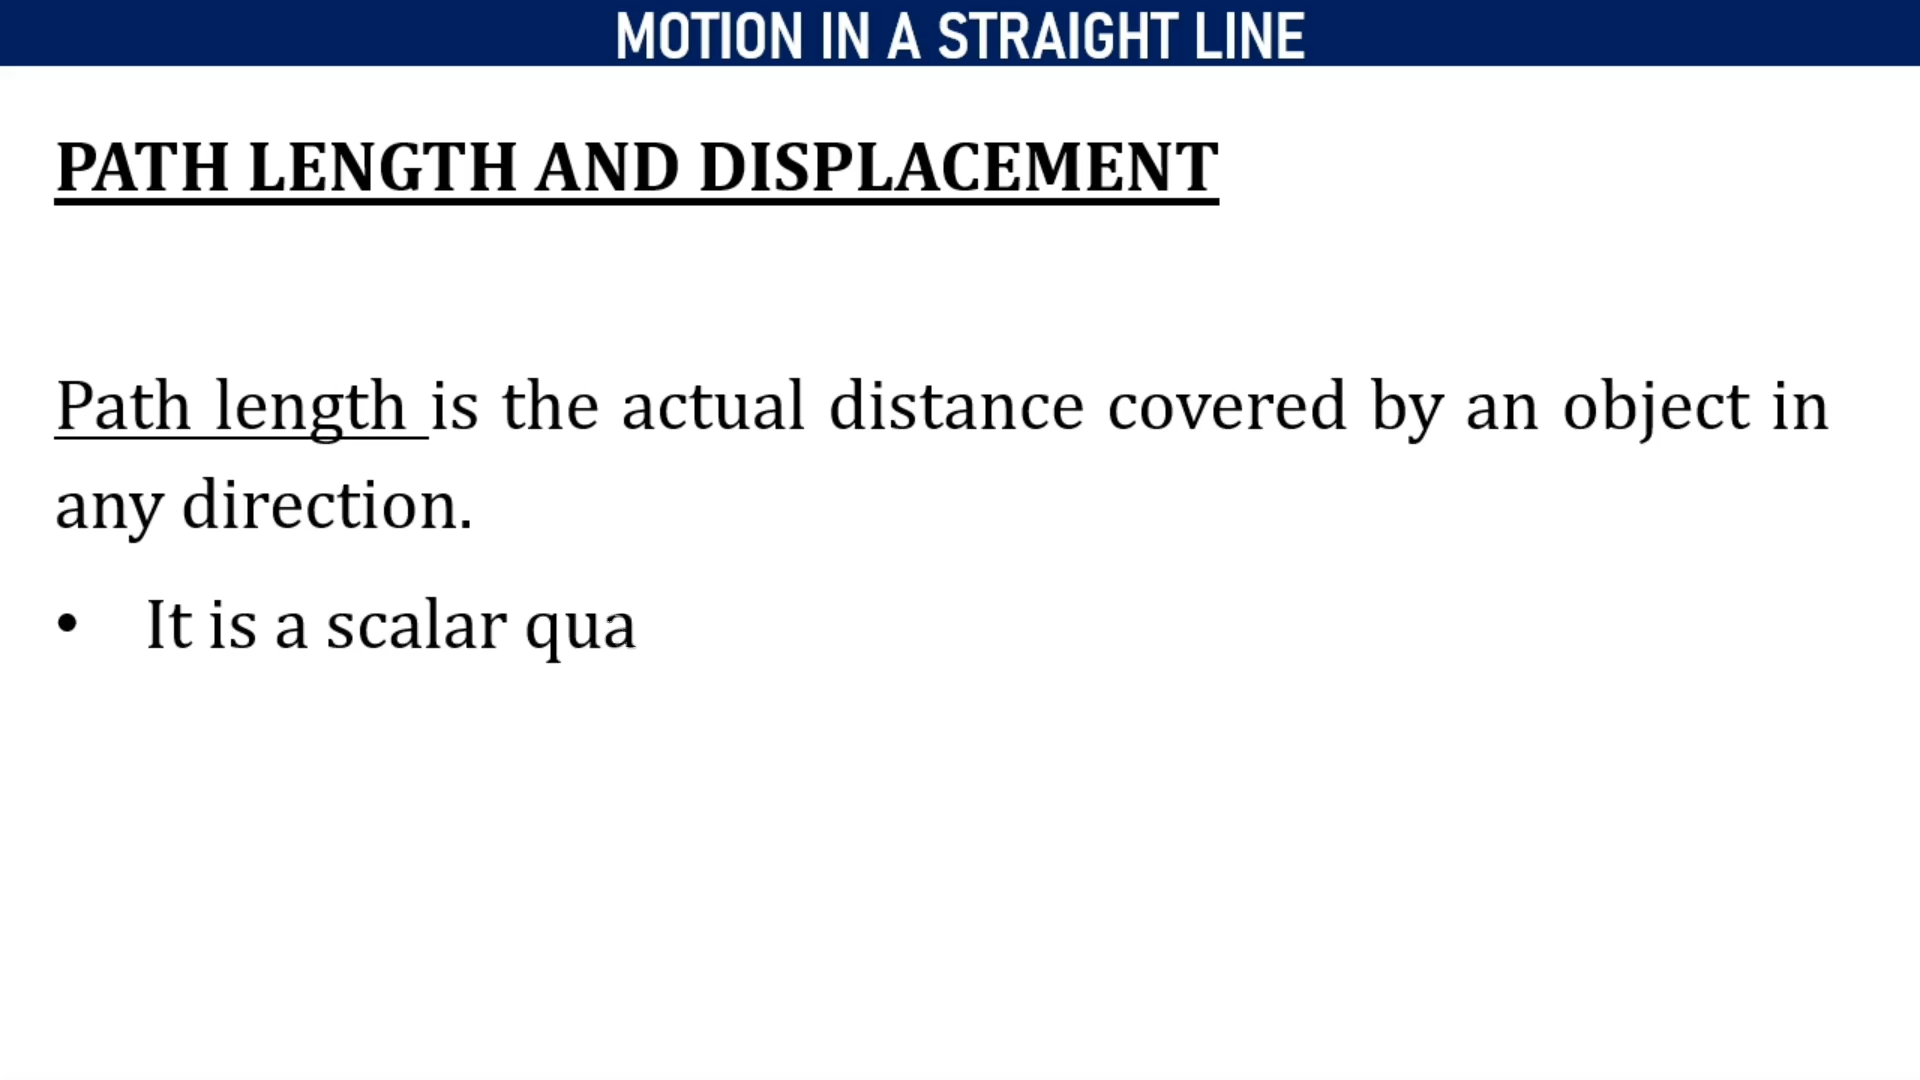 MOTION IN A STRAIGHT LINE
PATH LENGTH AND DISPLACEMENT
Path length is the actual distance covered by an object in
any direction.
• It is a scalar qua